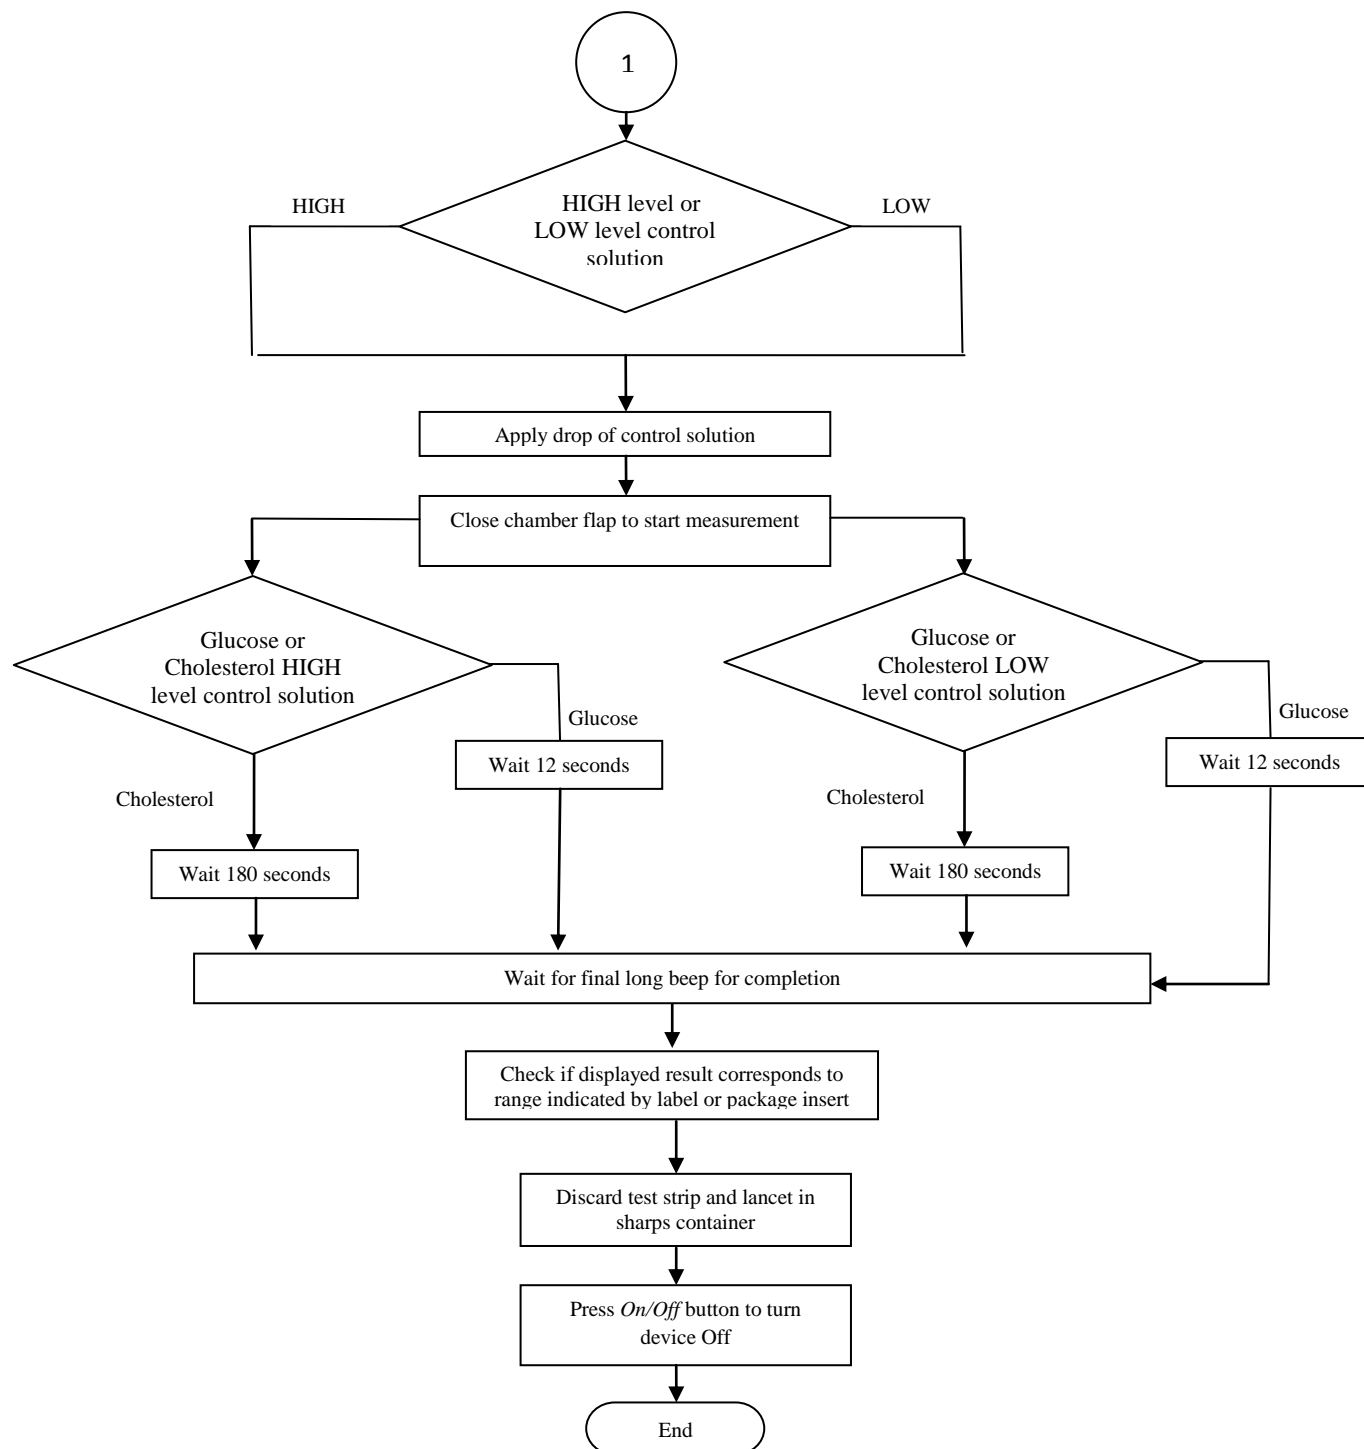 1
HIGH
HIGH level or
LOW level control
solution
LOW
Apply drop of control solution
Close chamber flap to start measurement
Glucose or
Cholesterol HIGH
level control solution
Glucose or
Cholesterol LOW
level control solution
Glucose
Glucose
Wait 12 seconds
Wait 12 seconds
Cholesterol
Cholesterol
Wait 180 seconds
Wait 180 seconds
Wait for final long beep for completion
Check if displayed result corresponds to
range indicated by label or package insert
Discard test strip and lancet in
sharps container
Press On/Off button to turn
device Off
End